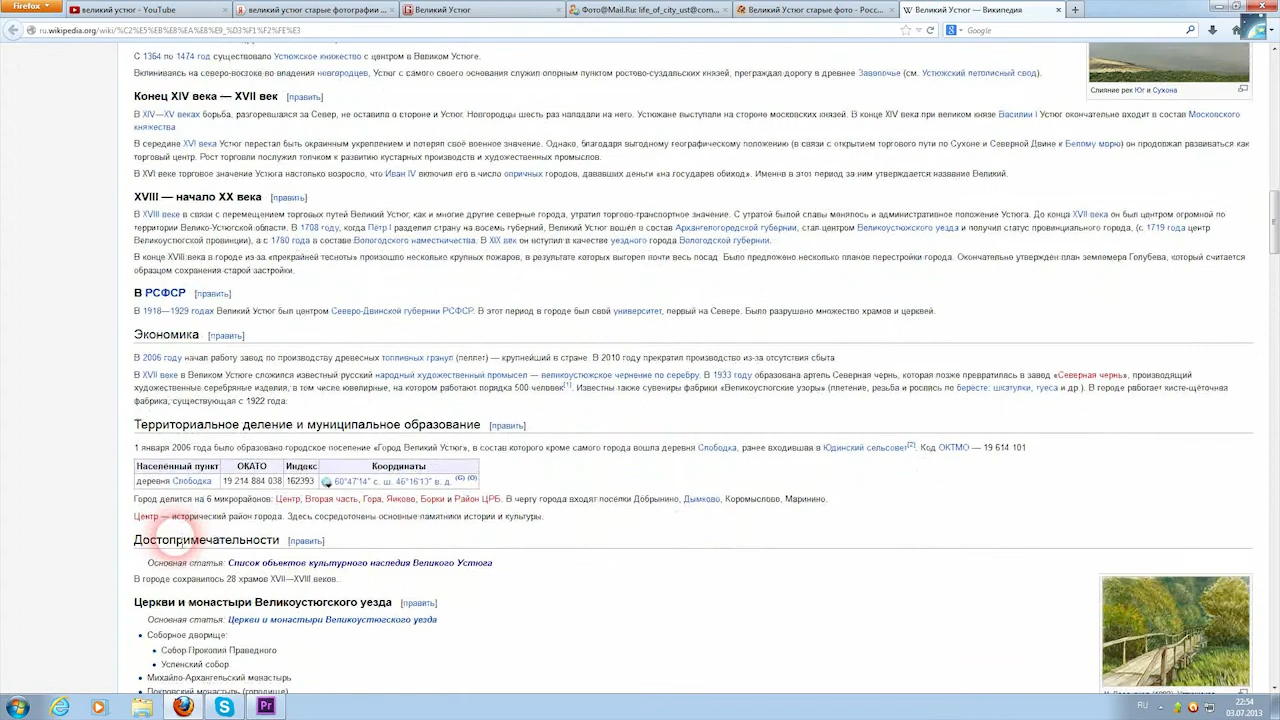 Firefox
великий устюг - YouTube
великий устюг старые фотографии ...
Великий Устюг
Фото@Mail.Ru: life_of_city_ust@com...
Великий Устюг старые фото - Росс...
Великий Устюг — Википедия
ru.wikipedia.org/wiki/%C2%E5%EB%E8%EA%E8%E9_%D3%F1%F2%FE%E3
Google
С 1364 по 1474 год существовало Устюжское княжество с центром в Великом Устюге.
Вклиниваясь на северо-востоке во владения новгородцев, Устюг с самого своего основания служил опорным пунктом ростово-суздальских князей, преграждал дорогу в древнее Заволочье (см. Устюжский летописный свод).
Слияние рек Юг и Сухона
Конец XIV века — XVII век [править]
В XIV—XV веках борьба, разгоревшаяся за Север, не оставила в стороне и Устюг. Новгородцы шесть раз нападали на него. Устюжане выступали на стороне московских князей. В конце XIV века при великом князе Василии I Устюг окончательно входит в состав Московского
княжества
В середине XVI века Устюг перестал быть окраинным укреплением и потерял своё военное значение. Однако, благодаря выгодному географическому положению (в связи с открытием торгового пути по Сухоне и Северной Двине к Белому морю) он продолжал развиваться как
торговый центр. Рост торговли послужил толчком к развитию кустарных производств и художественных промыслов.
В XVI веке торговое значение Устюга настолько возросло, что Иван IV включил его в число опричных городов, дававших деньги «на государев обиход». Именно в этот период за ним утверждается название Великий.
XVIII — начало XX века [править]
В XVIII веке в связи с перемещением торговых путей Великий Устюг, как и многие другие северные города, утратил торгово-транспортное значение. С утратой былой славы менялось и административное положение Устюга. До конца XVII века он был центром огромной по
территории Велико-Устюгской области. В 1708 году, когда Пётр I разделил страну на восемь губерний, Великий Устюг вошёл в состав Архангелогородской губернии, стал центром Великоустюжского уезда и получил статус провинциального города, (с 1719 года центр
Великоустюгской провинции), а с 1780 года в составе Вологодского наместничества. В XIX век он вступил в качестве уездного города Вологодской губернии.
В конце XVIII века в городе из-за «прекрайней тесноты» произошло несколько крупных пожаров, в результате которых выгорел почти весь посад. Было предложено несколько планов перестройки города. Окончательно утверждён план землемера Голубева, который считается
образцом сохранения старой застройки.
В РСФСР [править]
В 1918—1929 годах Великий Устюг был центром Северо-Двинской губернии РСФСР. В этот период в городе был свой университет, первый на Севере. Было разрушено множество храмов и церквей.
Экономика [править]
В 2006 году начал работу завод по производству древесных топливных гранул (пеллет) — крупнейший в стране. В 2010 году прекратил производство из-за отсутствия сбыта
В XVII веке в Великом Устюге сложился известный русский народный художественный промысел — великоустюжское чернение по серебру. В 1933 году образована артель Северная чернь, которая позже превратилась в завод «Северная чернь», производящий
художественные серебряные изделия, в том числе ювелирные, на котором работают порядка 500 человек[1]. Известны также сувениры фабрики «Великоустюгские узоры» (плетение, резьба и роспись по бересте: шкатулки, туеса и др.). В городе работает кисте-щёточная
фабрика, существующая с 1922 года.
Территориальное деление и муниципальное образование [править]
1 января 2006 года было образовано городское поселение «Город Великий Устюг», в состав которого кроме самого города вошла деревня Слободка, ранее входившая в Юдинский сельсовет[2]. Код ОКТМО — 19 614 101
Населённый пункт ОКАТО Индекс Координаты
деревня Слободка 19 214 884 038 162393 60°47′14″ с. ш. 46°16′13″ в. д. (G) (O)
Город делится на 6 микрорайонов: Центр, Вторая часть, Гора, Яиково, Борки и Район ЦРБ. В черту города входят посёлки Добрынино, Дымково, Коромыслово, Маринино.
Центр — исторический район города. Здесь сосредоточены основные памятники истории и культуры.
Достопримечательности [править]
Основная статья: Список объектов культурного наследия Великого Устюга
В городе сохранилось 28 храмов XVII—XVIII веков.
Церкви и монастыри Великоустюгского уезда [править]
Основная статья: Церкви и монастыри Великоустюгского уезда
Соборное дворище:
Собор Прокопия Праведного
Успенский собор
Михайло-Архангельский монастырь
Покровский монастырь (городище)
RU
22:54
03.07.2013